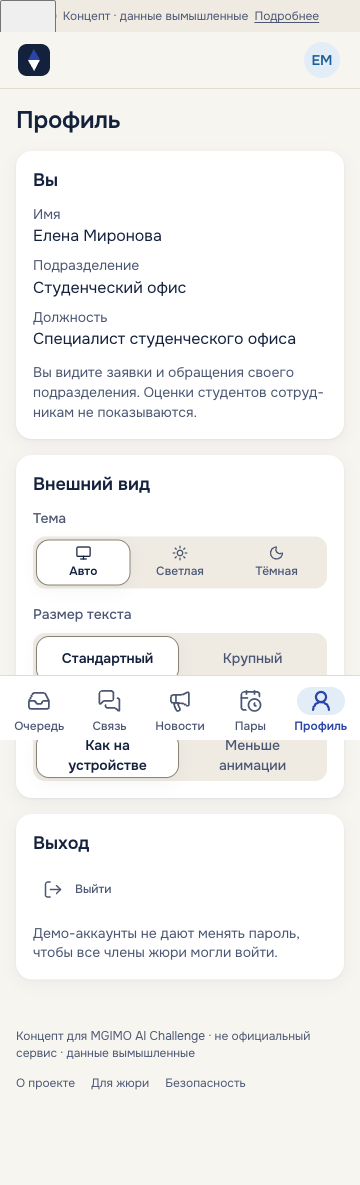 Концепт · данные вымышленные Подробнее
ЕМ
Профиль
Вы
Имя
Елена Миронова
Подразделение
Студенческий офис
Должность
Специалист студенческого офиса
Вы видите заявки и обращения своего
подразделения. Оценки студентов сотруд-
никам не показываются.
Внешний вид
Тема
Авто
Светлая
Тёмная
Размер текста
Стандартный
Крупный
Очередь
Связь
Новости
Пары
Профиль
Как на
устройстве
Меньше
анимации
Выход
Выйти
Демо-аккаунты не дают менять пароль,
чтобы все члены жюри могли войти.
Концепт для MGIMO AI Challenge · не официальный
сервис · данные вымышленные
О проекте
Для жюри
Безопасность